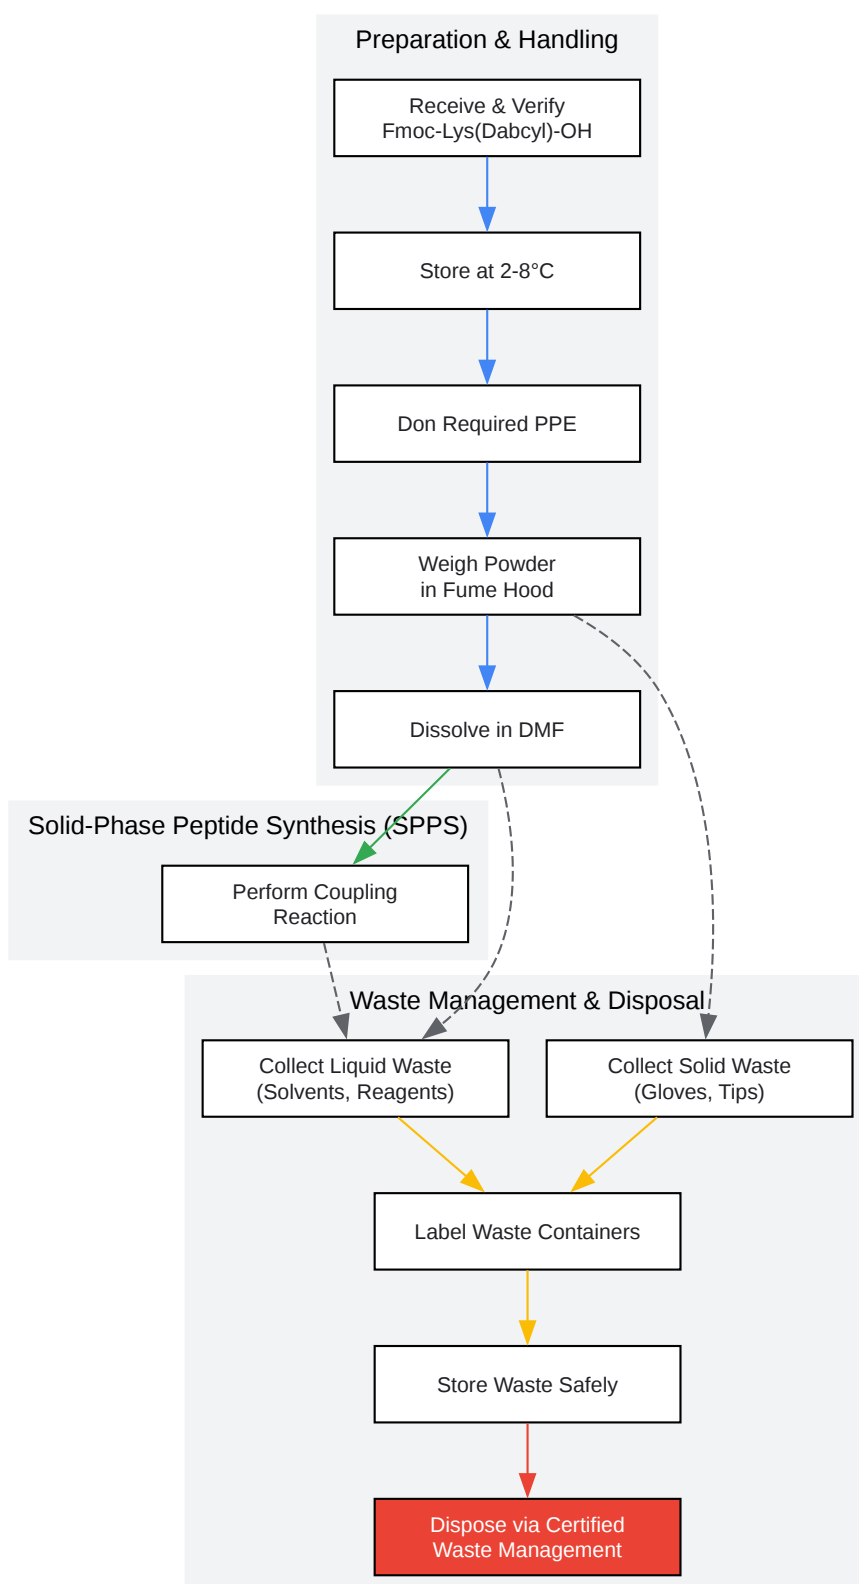 Preparation & Handling
Receive & Verify
Fmoc-Lys(Dabcyl)-OH
Store at 2-8°C
Don Required PPE
Weigh Powder
in Fume Hood
Dissolve in DMF
Solid-Phase Peptide Synthesis (SPPS)
Perform Coupling
Reaction
Waste Management & Disposal
Collect Liquid Waste
(Solvents, Reagents)
Collect Solid Waste
(Gloves, Tips)
Label Waste Containers
Store Waste Safely
Dispose via Certified
Waste Management